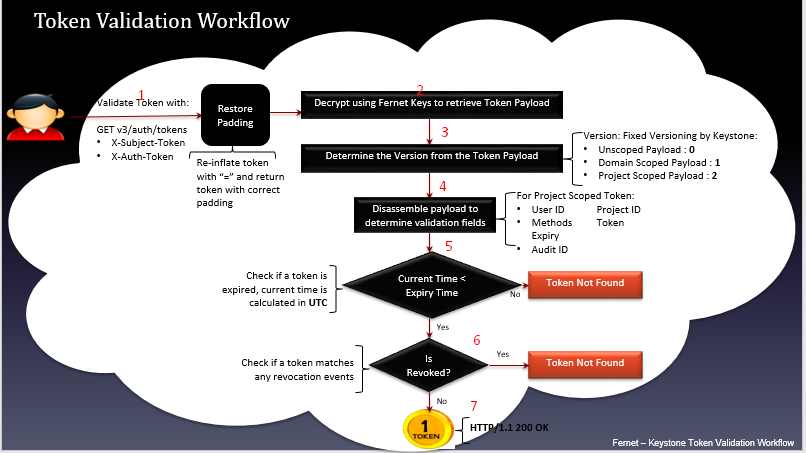 Token Validation Workflow
1
Validate Token with:
GET v3/auth/tokens
• X-Subject-Token
• X-Auth-Token
Restore
Padding
Re-inflate token
with “=” and return
token with correct
padding
2
Decrypt using Fernet Keys to retrieve Token Payload
3
Determine the Version from the Token Payload
Version: Fixed Versioning by Keystone:
• Unscoped Payload : 0
• Domain Scoped Payload : 1
• Project Scoped Payload : 2
4
Disassemble payload to
determine validation fields
For Project Scoped Token:
• User ID Project ID
• Methods Token
Expiry
• Audit ID
5
Check if a token is
expired, current time is
calculated in UTC
Current Time <
Expiry Time
No
Token Not Found
Yes
6
Check if a token matches
any revocation events
Is
Revoked?
Yes
Token Not Found
No
7
1
TOKEN
HTTP/1.1 200 OK
Fernet – Keystone Token Validation Workflow